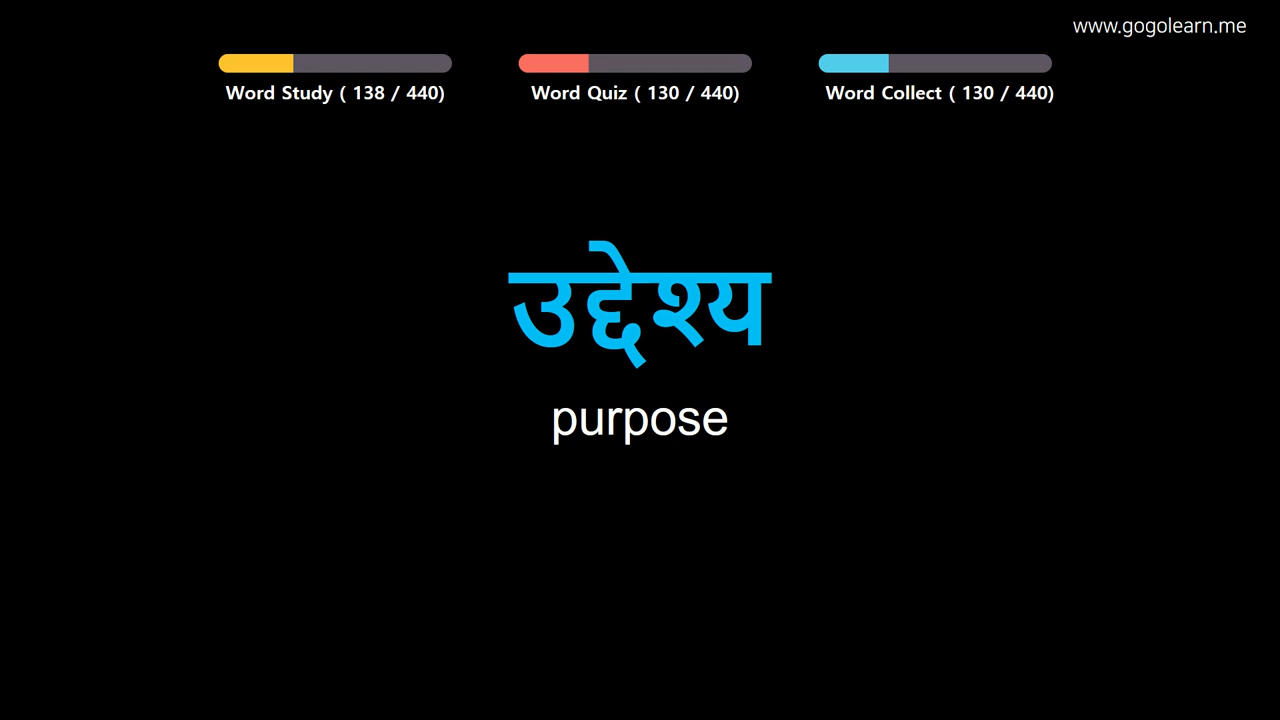 www.gogolearn.me
Word Study ( 138 / 440)
Word Quiz ( 130 / 440)
Word Collect ( 130 / 440)
उद्देश्य
purpose